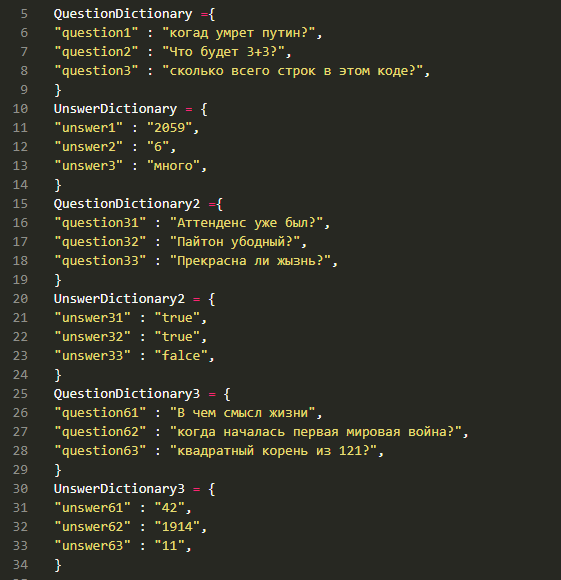 5 QuestionDictionary ={
6 "question1" : "когад умрет путин?",
7 "question2" : "Что будет 3+3?",
8 "question3" : "сколько всего строк в этом коде?",
9 }
10 UnswerDictionary = {
11 "unswer1" : "2059",
12 "unswer2" : "6",
13 "unswer3" : "много",
14 }
15 QuestionDictionary2 ={
16 "question31" : "Аттенденс уже был?",
17 "question32" : "Пайтон убодный?",
18 "question33" : "Прекрасна ли жызнь?",
19 }
20 UnswerDictionary2 = {
21 "unswer31" : "true",
22 "unswer32" : "true",
23 "unswer33" : "falce",
24 }
25 QuestionDictionary3 = {
26 "question61" : "В чем смысл жизни",
27 "question62" : "когда началась первая мировая война?",
28 "question63" : "квадратный корень из 121?",
29 }
30 UnswerDictionary3 = {
31 "unswer61" : "42",
32 "unswer62" : "1914",
33 "unswer63" : "11",
34 }